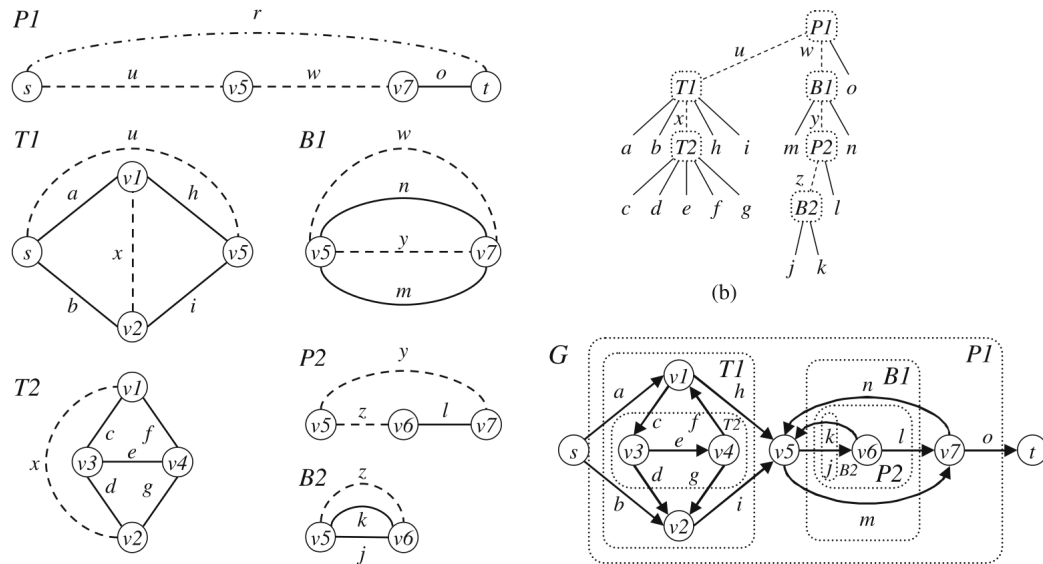 P1
r
s
u
v5
w
v7
o
t
T1
u
a
v1
h
s
x
v5
b
v2
i
B1
w
n
v5
y
v7
m
T2
v1
c
f
x
v3
e
v4
d
g
v2
P2
y
v5
z
v6
l
v7
B2
z
k
v5
v6
j
P1
u
w
T1
B1
o
x
y
a
b
T2
h
i
m
P2
n
z
c
d
e
f
g
B2
l
j
k
(b)
G
P1
T1
B1
a
v1
h
n
c
f
T2
k
l
o
s
v3
e
v4
v5
v6
v7
t
d
g
j
B2
P2
b
v2
i
m